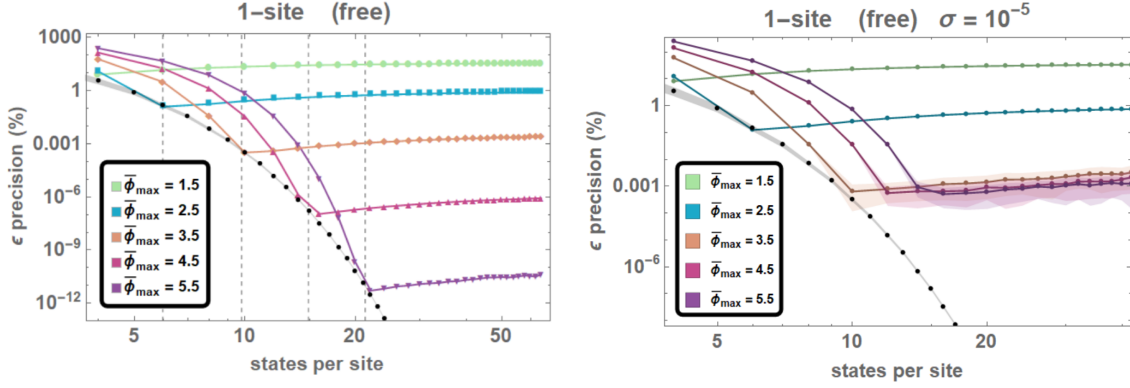 1-site (free)
1000
1
0.001
10⁻⁶
10⁻⁹
10⁻¹²
ϵ precision (%)
ϕ̄max = 1.5
ϕ̄max = 2.5
ϕ̄max = 3.5
ϕ̄max = 4.5
ϕ̄max = 5.5
5
10
20
50
states per site
1-site (free) σ = 10⁻⁵
1
0.001
10⁻⁶
ϵ precision (%)
ϕ̄max = 1.5
ϕ̄max = 2.5
ϕ̄max = 3.5
ϕ̄max = 4.5
ϕ̄max = 5.5
5
10
20
states per site